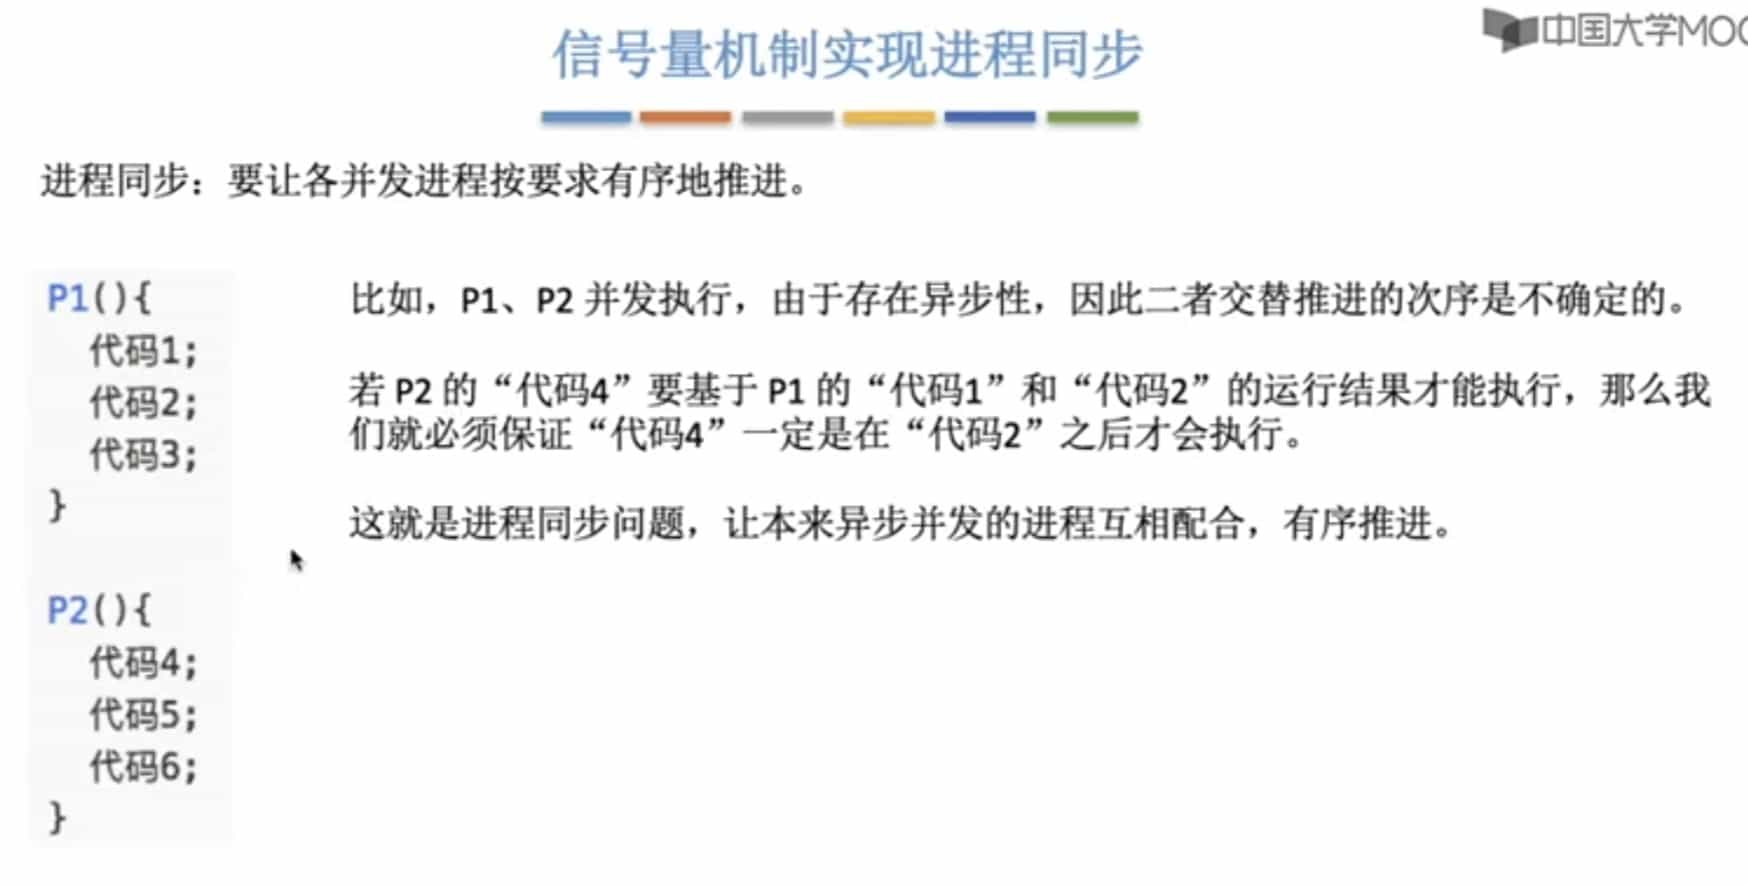 信号量机制实现进程同步
中国大学MOO
进程同步：要让各并发进程按要求有序地推进。
P1(){
代码1;
代码2;
代码3;
}
P2(){
代码4;
代码5;
代码6;
}
比如，P1、P2 并发执行，由于存在异步性，因此二者交替推进的次序是不确定的。
若 P2 的“代码4”要基于 P1 的“代码1”和“代码2”的运行结果才能执行，那么我
们就必须保证“代码4”一定是在“代码2”之后才会执行。
这就是进程同步问题，让本来异步并发的进程互相配合，有序推进。